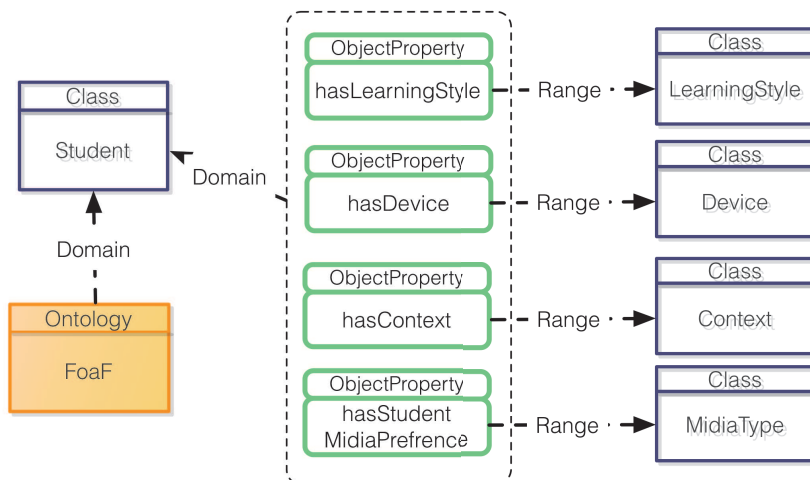 Class
Student
Domain
Domain
Ontology
FoaF
ObjectProperty
hasLearningStyle
ObjectProperty
hasDevice
ObjectProperty
hasContext
ObjectProperty
hasStudent
MidiaPrefrence
Range
Range
Range
Range
Class
LearningStyle
Class
Device
Class
Context
Class
MidiaType